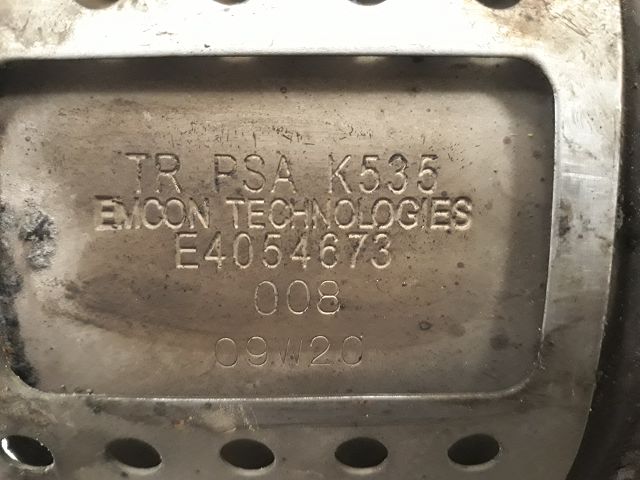 TR PSA K535
EMCON TECHNOLOGIES
E4054673
008
09W20